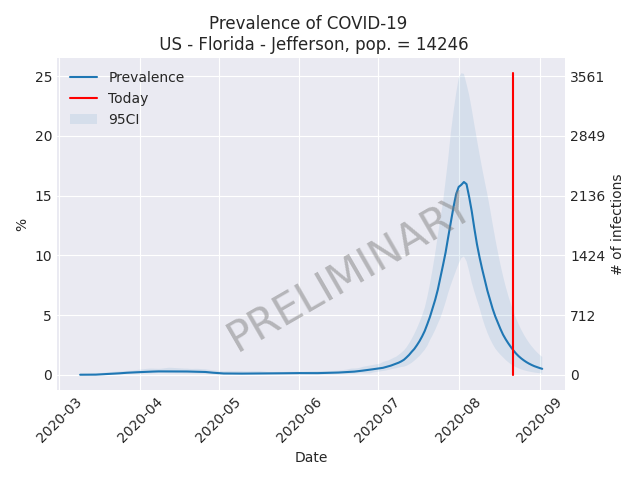 Prevalence of COVID-19
US - Florida - Jefferson, pop. = 14246
Prevalence
Today
95CI
PRELIMINARY
%
25
20
15
10
5
0
# of infections
3561
2849
2136
1424
712
0
2020-03
2020-04
2020-05
2020-06
2020-07
2020-08
2020-09
Date